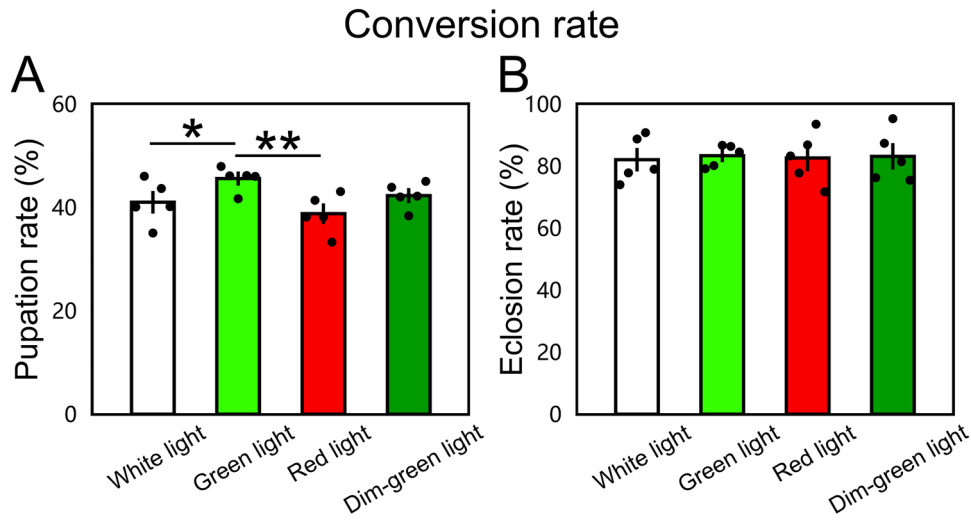 Conversion rate
A
B
Pupation rate (%)
60
40
20
0
*
**
White light
Green light
Red light
Dim-green light
Eclosion rate (%)
100
80
60
40
20
0
White light
Green light
Red light
Dim-green light